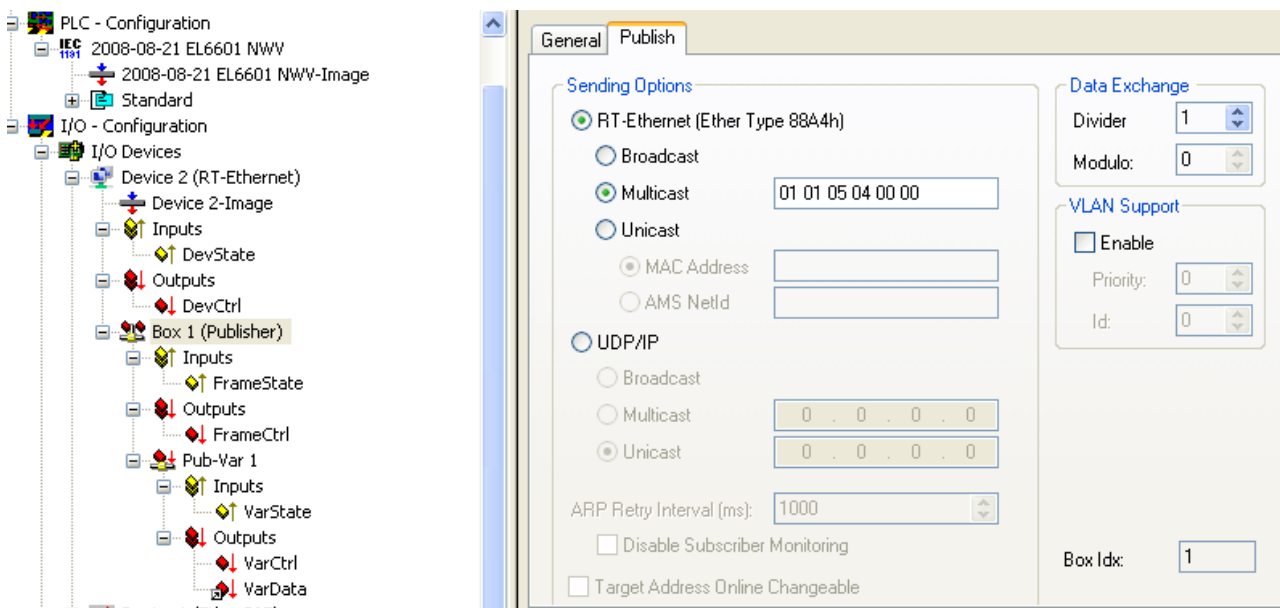 PLC - Configuration
IEC 1131
2008-08-21 EL6601 NWV
2008-08-21 EL6601 NWV-Image
Standard
I/O - Configuration
I/O Devices
Device 2 (RT-Ethernet)
Device 2-Image
Inputs
DevState
Outputs
DevCtrl
Box 1 (Publisher)
Inputs
FrameState
Outputs
FrameCtrl
Pub-Var 1
Inputs
VarState
Outputs
VarCtrl
VarData
General Publish
Sending Options
RT-Ethernet (Ether Type 88A4h)
Broadcast
Multicast 01 01 05 04 00 00
Unicast
MAC Address
AMS NetId
UDP/IP
Broadcast
Multicast 0 . 0 . 0 . 0
Unicast 0 . 0 . 0 . 0
ARP Retry Interval (ms): 1000
Disable Subscriber Monitoring
Target Address Online Changeable
Data Exchange
Divider 1
Modulo: 0
VLAN Support
Enable
Priority: 0
Id: 0
Box Idx: 1